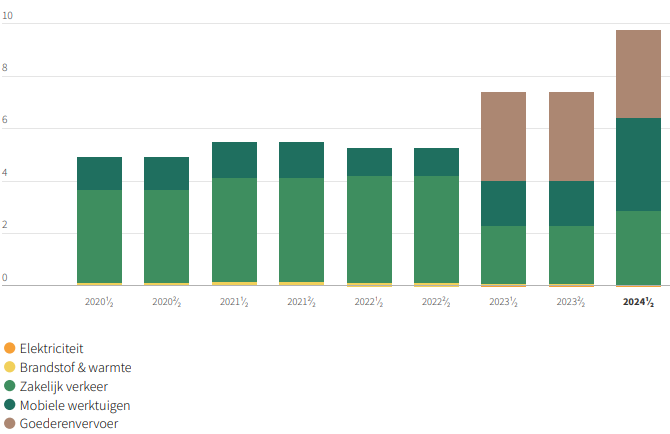 10
8
6
4
2
0
2020½ 2020²⁄₂ 2021½ 2021²⁄₂ 2022½ 2022²⁄₂ 2023½ 2023²⁄₂ 2024½
Elektriciteit
Brandstof & warmte
Zakelijk verkeer
Mobiele werktuigen
Goederenvervoer